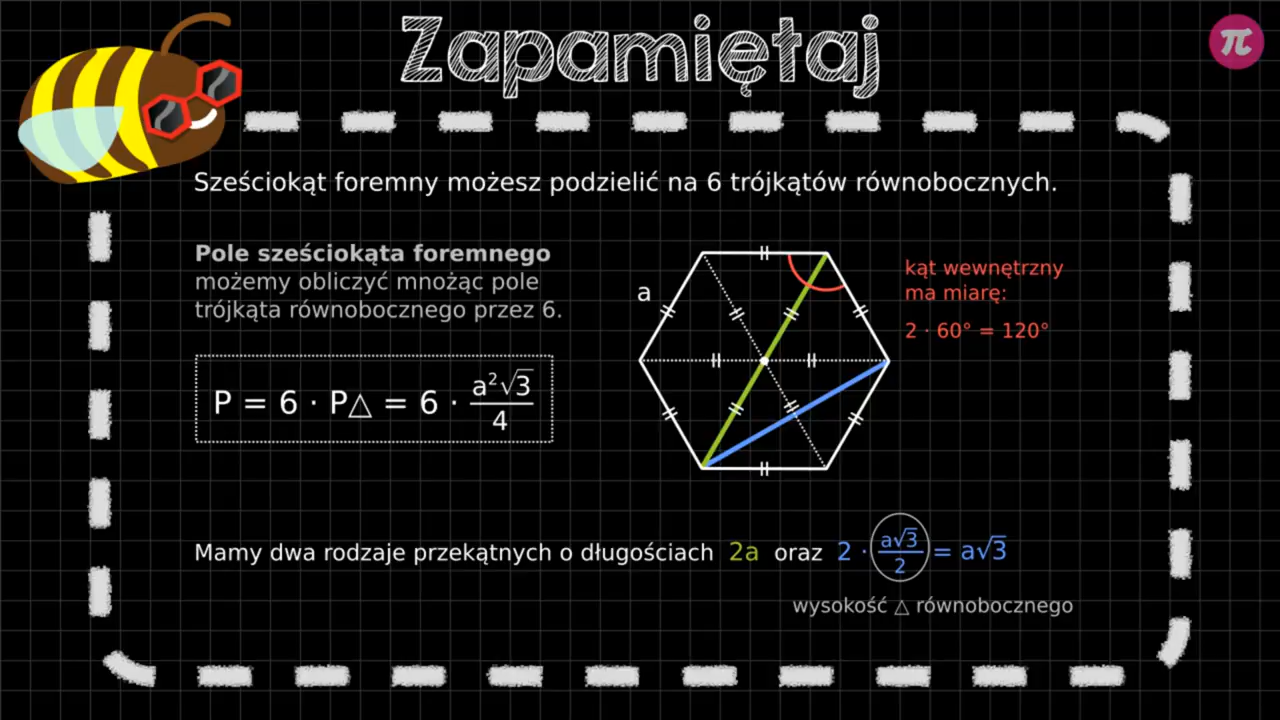 Zapamiętaj
π
Sześciokąt foremny możesz podzielić na 6 trójkątów równobocznych.
Pole sześciokąta foremnego
możemy obliczyć mnożąc pole
trójkąta równobocznego przez 6.
P = 6 · P△ = 6 · a²√3/4
a
kąt wewnętrzny
ma miarę:
2 · 60° = 120°
Mamy dwa rodzaje przekątnych o długościach 2a oraz 2 · a√3/2 = a√3
wysokość △ równobocznego